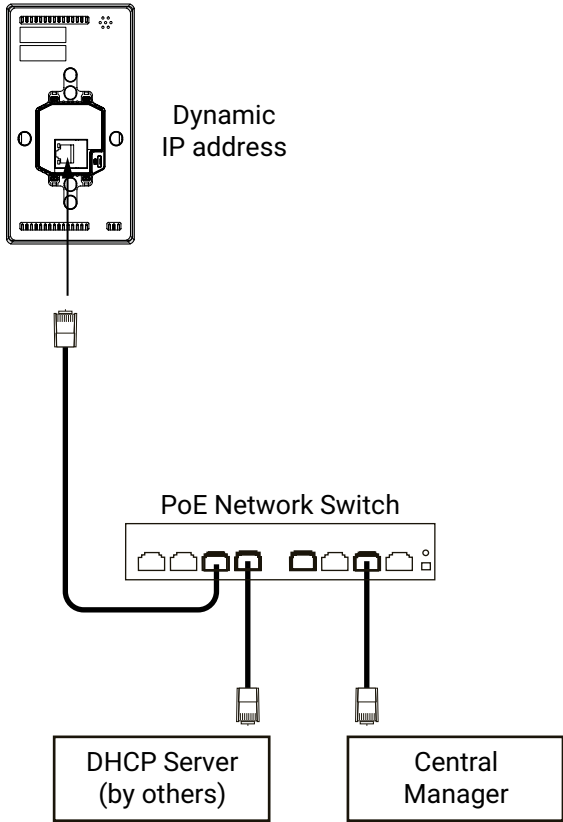 Dynamic
IP address
PoE Network Switch
DHCP Server
(by others)
Central
Manager